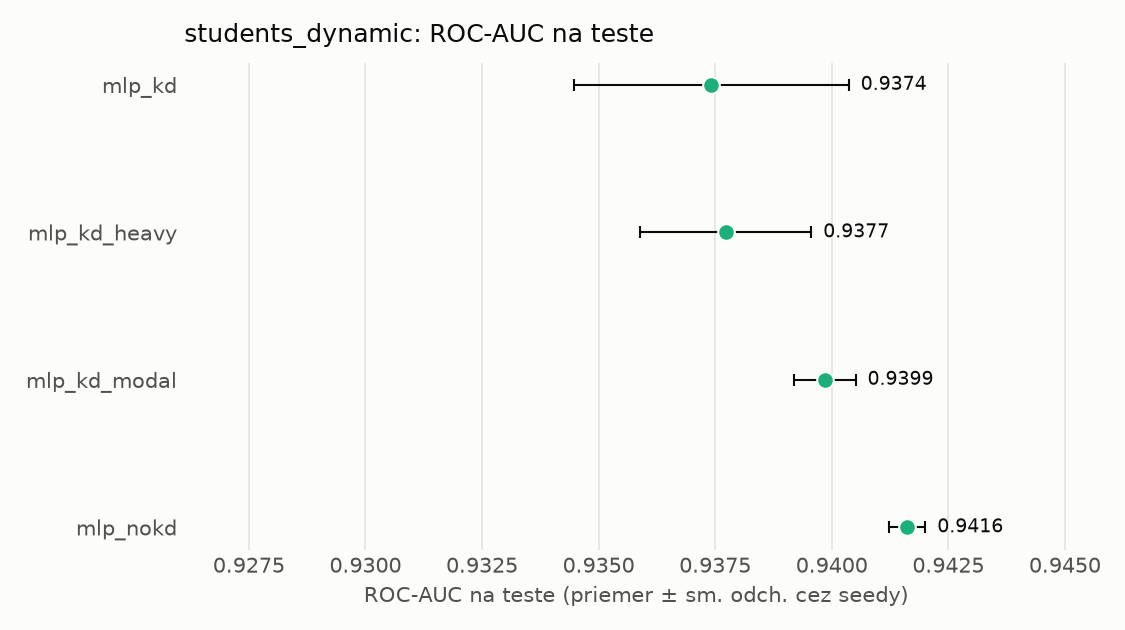 students_dynamic: ROC-AUC na teste
mlp_kd
0.9374
mlp_kd_heavy
0.9377
mlp_kd_modal
0.9399
mlp_nokd
0.9416
0.9275 0.9300 0.9325 0.9350 0.9375 0.9400 0.9425 0.9450
ROC-AUC na teste (priemer ± sm. odch. cez seedy)